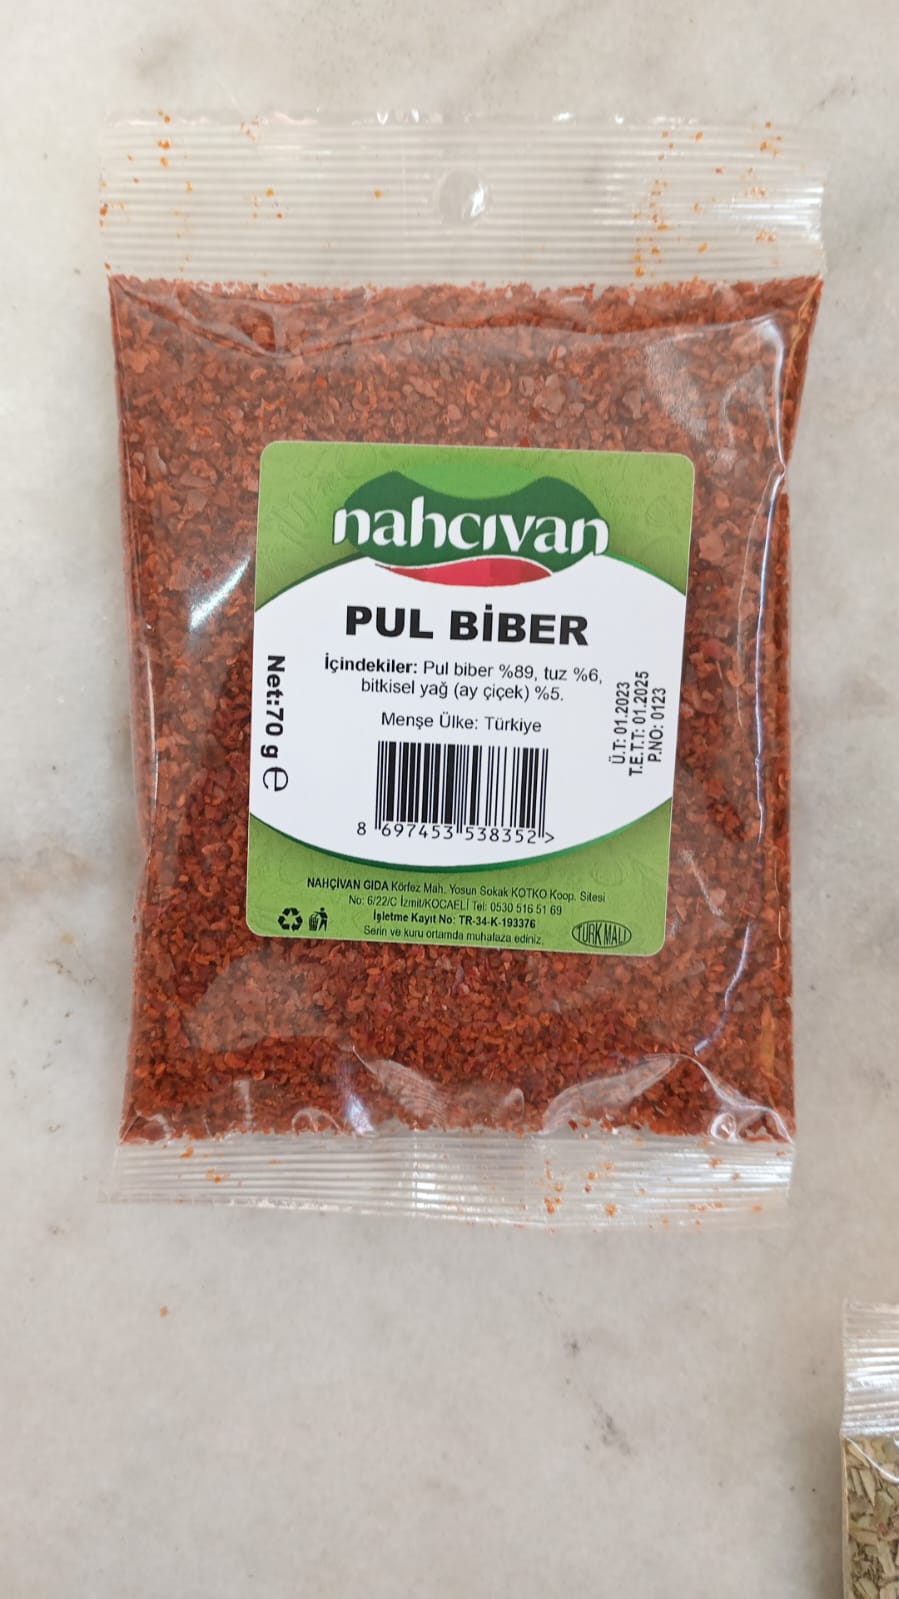 nahcıvan
PUL BİBER
İçindekiler: Pul biber %89, tuz %6,
bitkisel yağ (ay çiçek) %5.
Menşe Ülke: Türkiye
Net:70 g ℮
Ü.T: 01.2023
T.E.T.T: 01.2025
P.NO: 0123
8 697453 538352 >
NAHÇİVAN GIDA Körfez Mah. Yosun Sokak KOTKO Koop. Sitesi
No: 6/22/C İzmit/KOCAELİ Tel: 0530 516 51 69
İşletme Kayıt No: TR-34-K-193376
Serin ve kuru ortamda muhafaza ediniz.
TÜRK MALI